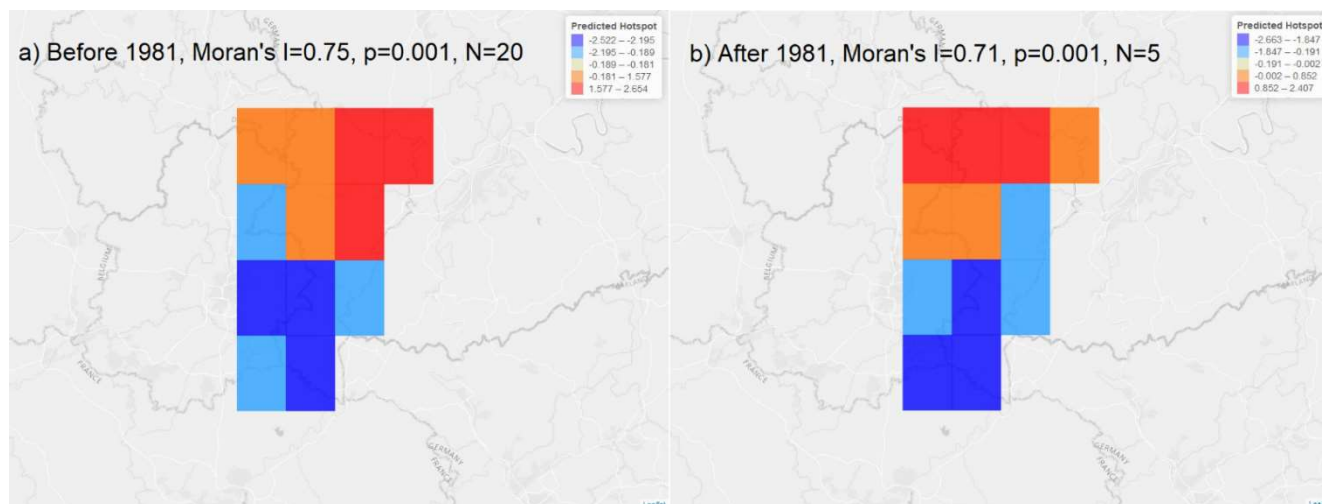 a) Before 1981, Moran's I=0.75, p=0.001, N=20
Predicted Hotspot
-2.522 – -2.195
-2.195 – -0.189
-0.189 – -0.181
-0.181 – 1.577
1.577 – 2.654
BELGIUM
FRANCE
GERMANY
FRANCE
b) After 1981, Moran's I=0.71, p=0.001, N=5
Predicted Hotspot
-2.663 – -1.847
-1.847 – -0.191
-0.191 – -0.002
-0.002 – 0.852
0.852 – 2.407
BELGIUM
FRANCE
GERMANY
FRANCE